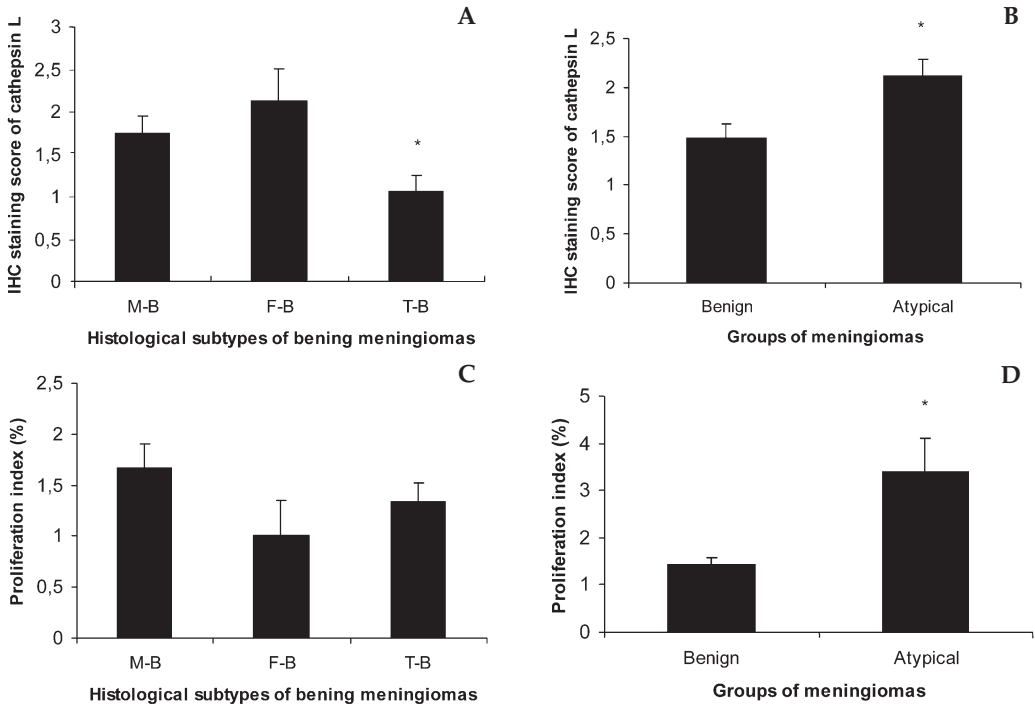 A
IHC staining score of cathepsin L
3
2,5
2
1,5
1
0,5
0
*
M-B F-B T-B
Histological subtypes of bening meningiomas
B
IHC staining score of cathepsin L
2,5
2
1,5
1
0,5
0
*
Benign Atypical
Groups of meningiomas
C
Proliferation index (%)
2,5
2
1,5
1
0,5
0
M-B F-B T-B
Histological subtypes of bening meningiomas
D
Proliferation index (%)
5
4
3
2
1
0
*
Benign Atypical
Groups of meningiomas